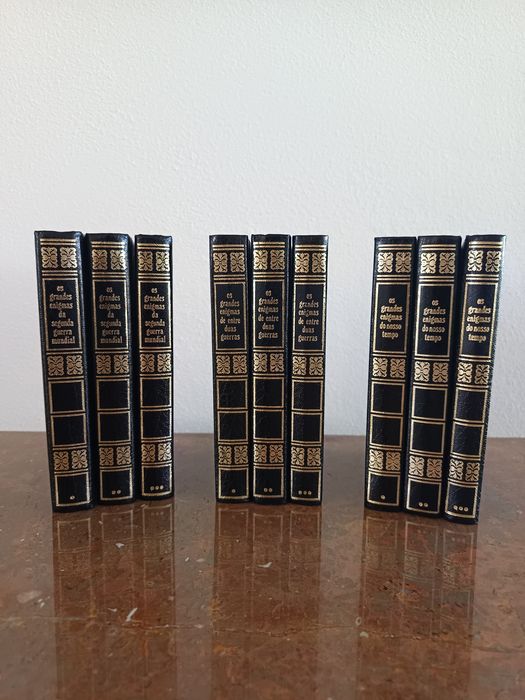 os
grandes
enigmas
da
segunda
guerra
mundial
os
grandes
enigmas
da
segunda
guerra
mundial
os
grandes
enigmas
da
segunda
guerra
mundial
os
grandes
enigmas
de entre
duas
guerras
os
grandes
enigmas
de entre
duas
guerras
os
grandes
enigmas
de entre
duas
guerras
os
grandes
enigmas
do nosso
tempo
os
grandes
enigmas
do nosso
tempo
os
grandes
enigmas
do nosso
tempo